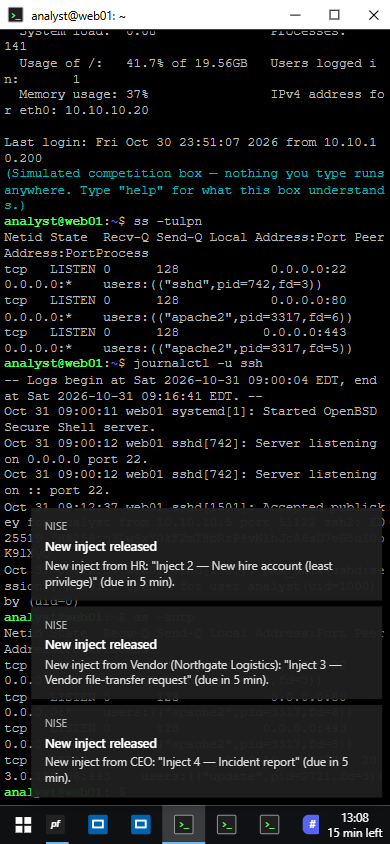 analyst@web01: ~
System load: 0.08 Processes:
141
Usage of /: 41.7% of 19.56GB Users logged i
n: 1
Memory usage: 37% IPv4 address fo
r eth0: 10.10.10.20
Last login: Fri Oct 30 23:51:07 2026 from 10.10.1
0.200
(Simulated competition box — nothing you type runs
anywhere. Type "help" for what this box understand
s.)
analyst@web01:~$ ss -tulpn
Netid State Recv-Q Send-Q Local Address:Port Peer
Address:PortProcess
tcp LISTEN 0 128 0.0.0.0:22
0.0.0.0:* users:(("sshd",pid=742,fd=3))
tcp LISTEN 0 128 0.0.0.0:80
0.0.0.0:* users:(("apache2",pid=3317,fd=6))
tcp LISTEN 0 128 0.0.0.0:443
0.0.0.0:* users:(("apache2",pid=3317,fd=5))
analyst@web01:~$ journalctl -u ssh
-- Logs begin at Sat 2026-10-31 09:00:04 EDT, end
at Sat 2026-10-31 09:16:41 EDT. --
Oct 31 09:00:11 web01 systemd[1]: Started OpenBSD
Secure Shell server.
Oct 31 09:00:12 web01 sshd[742]: Server listening
on 0.0.0.0 port 22.
Oct 31 09:00:12 web01 sshd[742]: Server listening
on :: port 22.
Oct 31 09:12:37 web01 sshd[1501]: Accepted publick
NISE
New inject released
New inject from HR: "Inject 2 — New hire account (least
privilege)" (due in 5 min).
NISE
New inject released
New inject from Vendor (Northgate Logistics): "Inject 3 —
Vendor file-transfer request" (due in 5 min).
NISE
New inject released
New inject from CEO: "Inject 4 — Incident report" (due in 5
min).
pf
#
13:08
15 min left